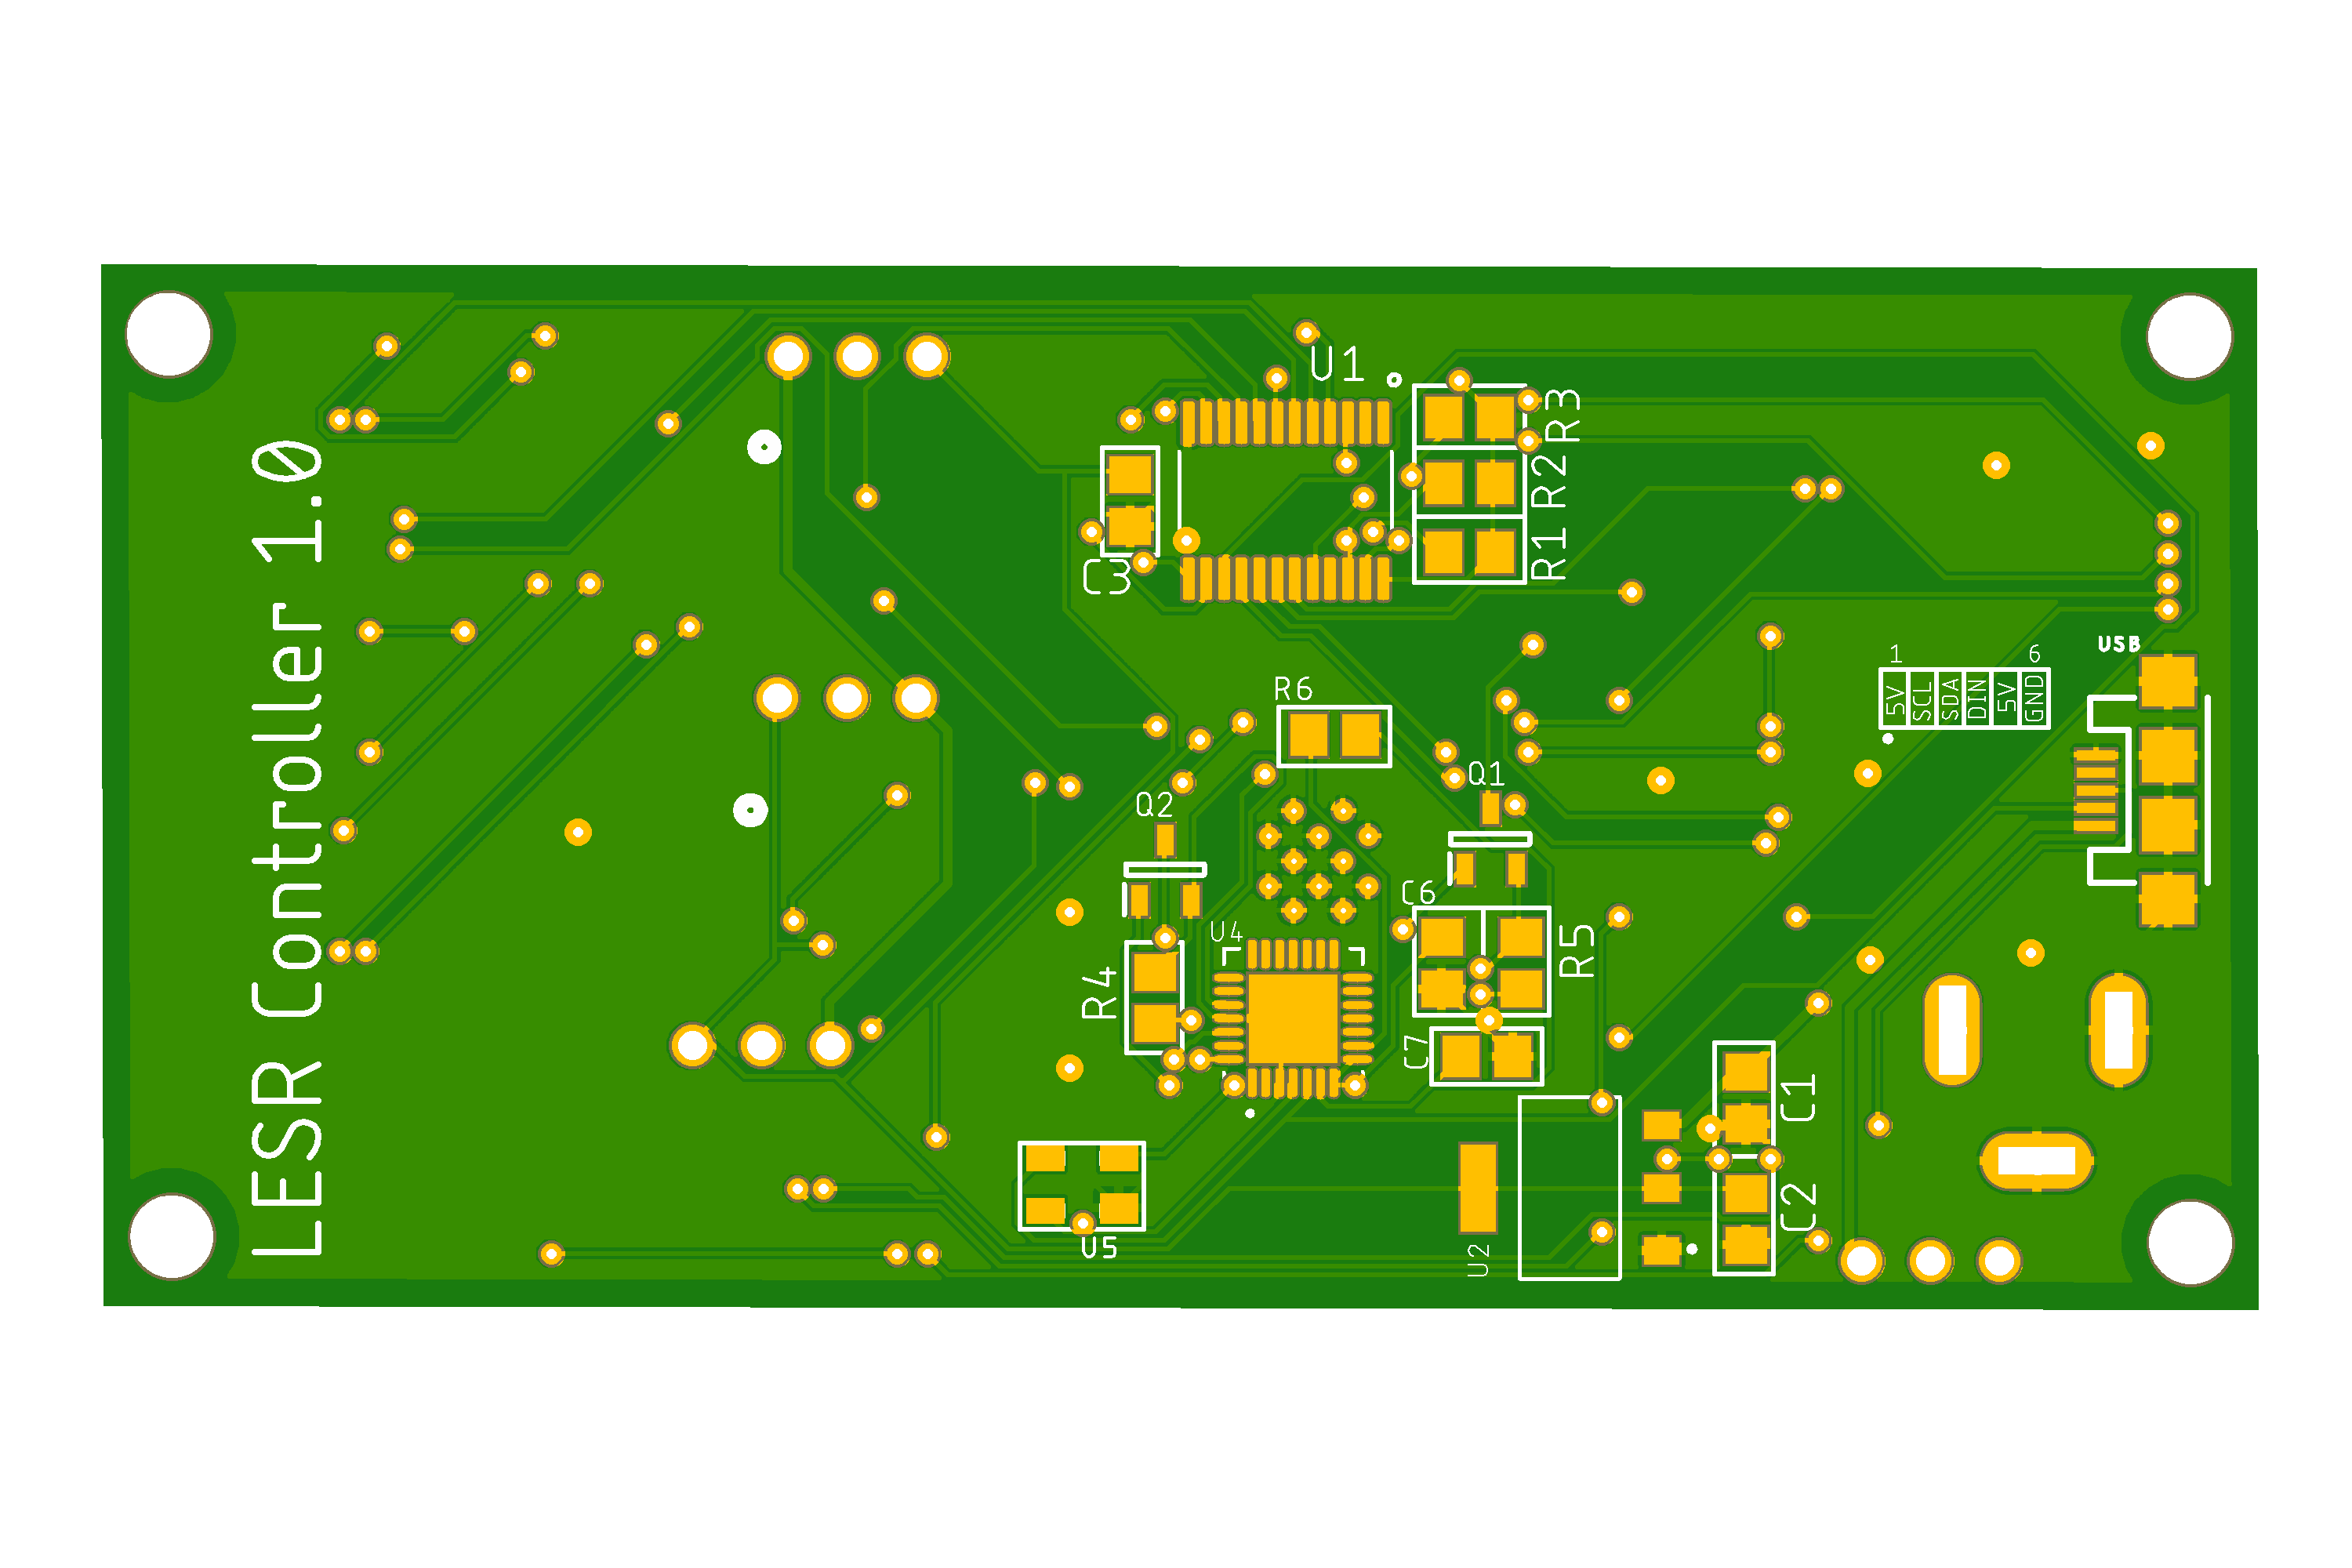 LESR Controller 1.0
U1
R3
R2
R1
C3
R6
Q1
Q2
C6
U4
R5
R4
C7
C1
C2
U2
U5
USB
1 6
5V
SCL
SDA
DIN
5V
GND